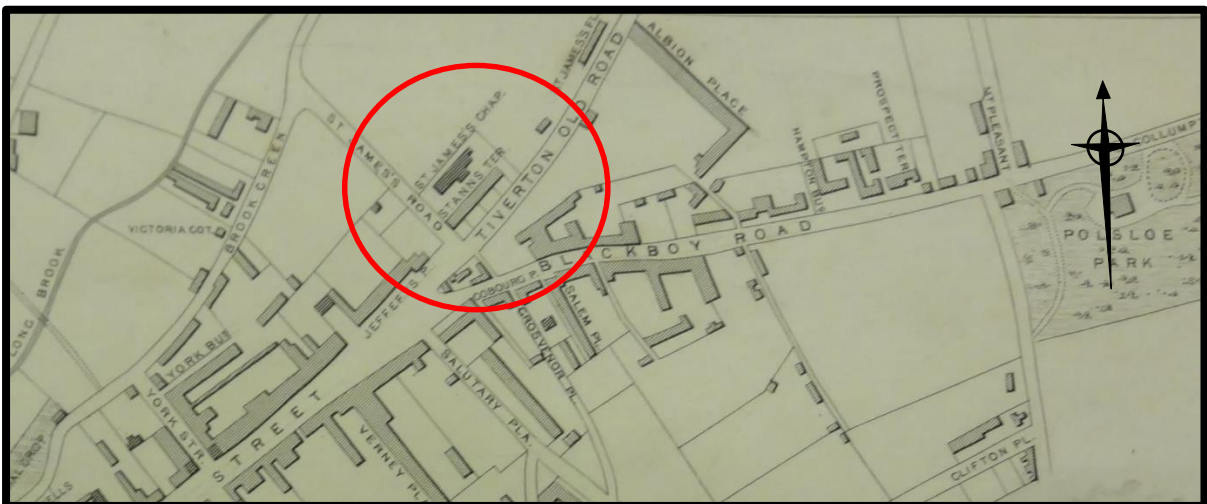 ST JAMES'S
ALBION PLACE
TIVERTON OLD ROAD
ST JAMES'S CHAP.
ST ANNS TER.
ST JAMES'S ROAD
PROSPECT TER.
MT PLEASANT
HAMPTON BUS
COLLUMP
POLSLOE
PARK
BLACKBOY ROAD
VICTORIA COT.
BROOK GREEN
LONG BROOK
JEFFERY'S
COBOURG P.
GROSVENOR PL.
SALEM PL.
SALUTARY PLA.
YORK BUS
YORK STR.
STREET
VERNEY PL
CLIFTON PL.